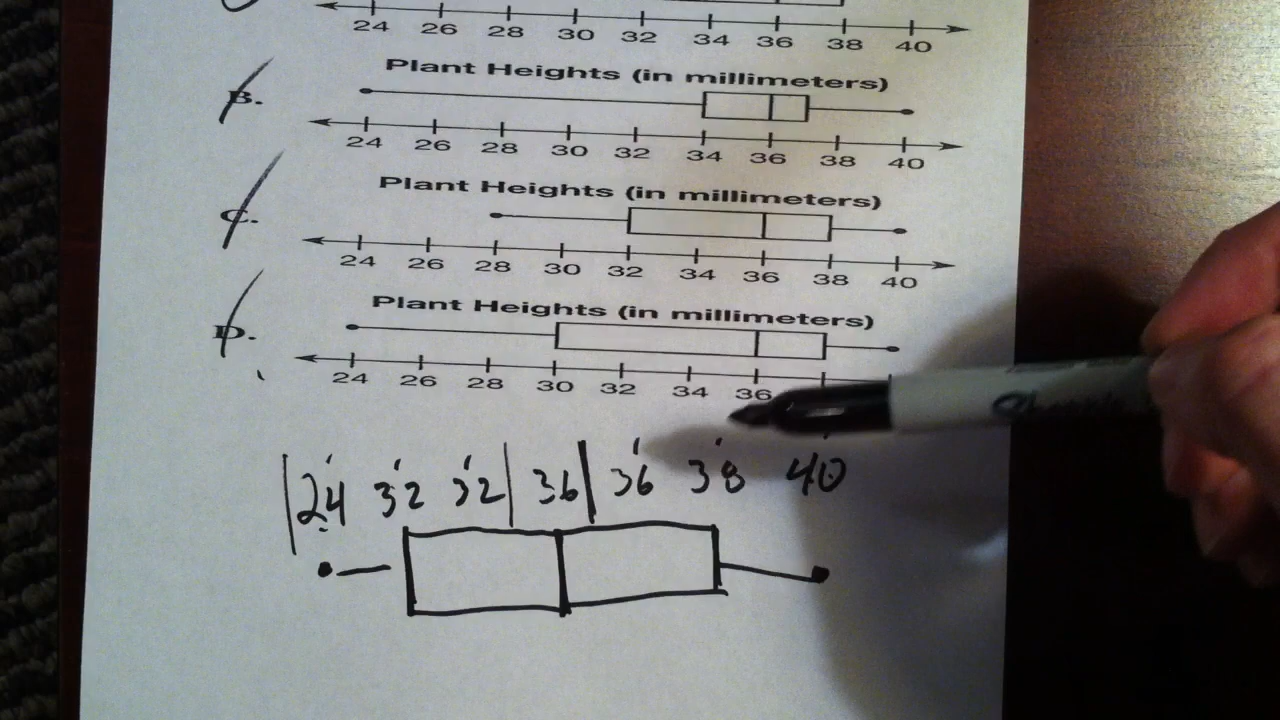 24 26 28 30 32 34 36 38 40
Plant Heights (in millimeters)
B.
24 26 28 30 32 34 36 38 40
Plant Heights (in millimeters)
C.
24 26 28 30 32 34 36 38 40
Plant Heights (in millimeters)
D.
24 26 28 30 32 34 36
24 32 32 36 36 38 40